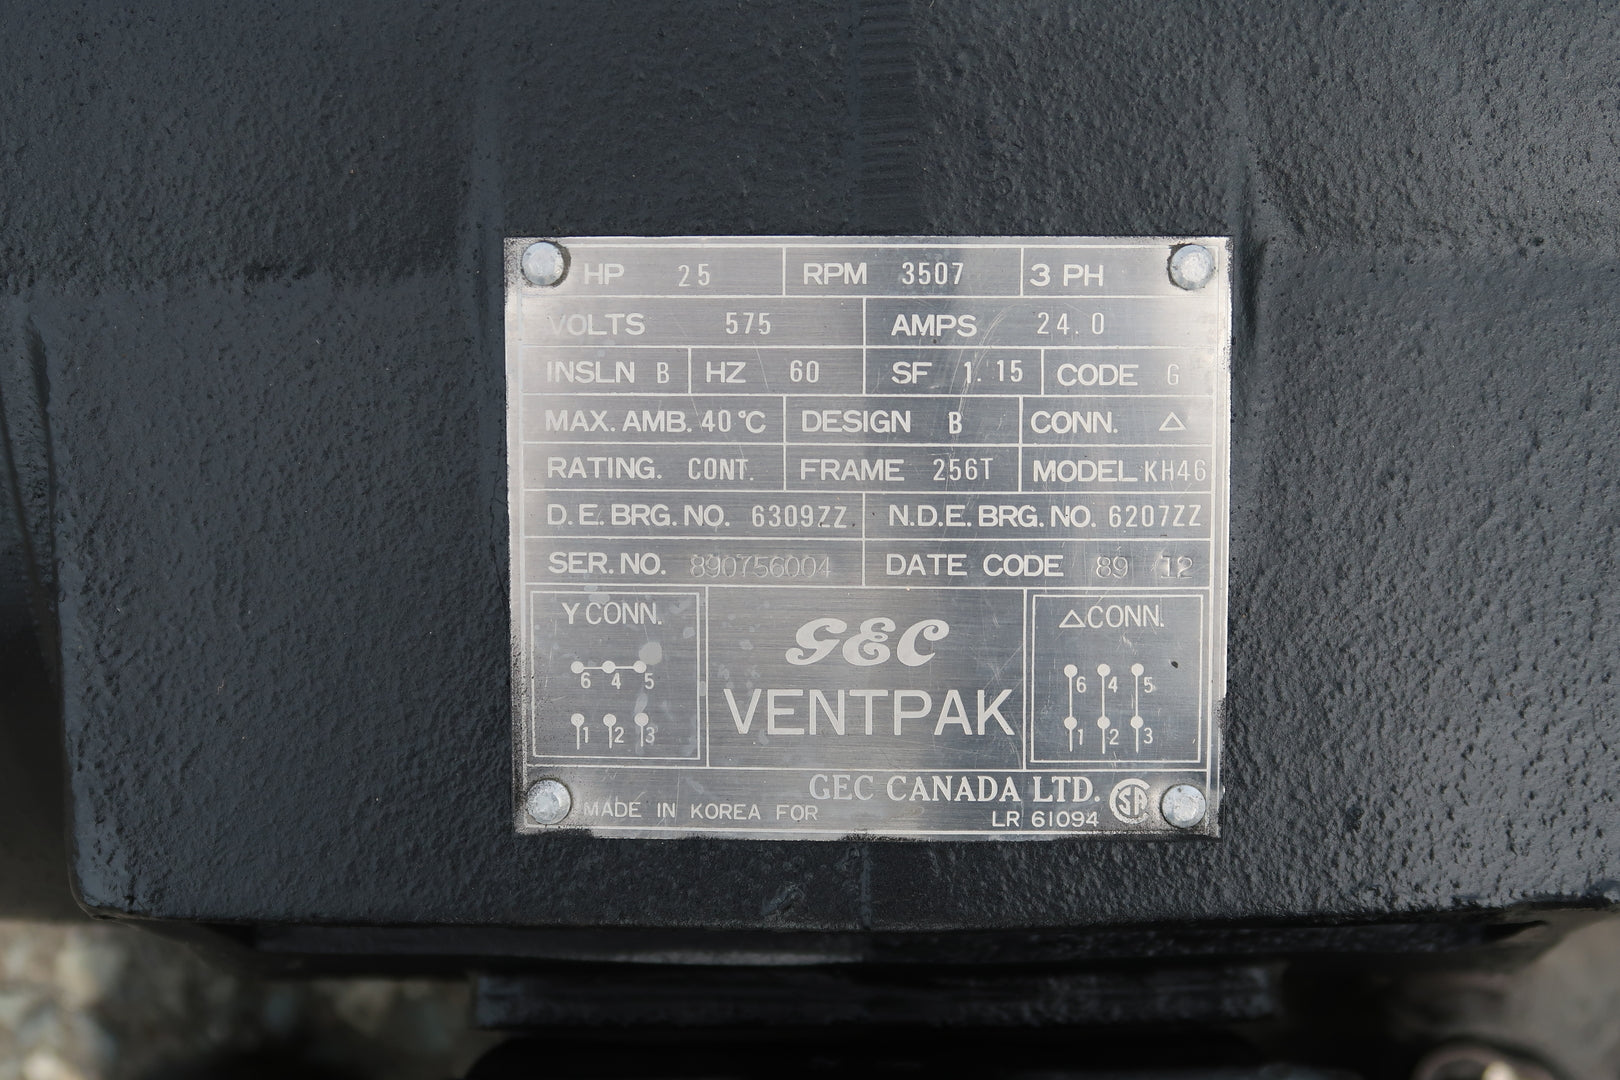 HP 25 RPM 3507 3 PH
VOLTS 575 AMPS 24.0
INSLN B HZ 60 SF 1.15 CODE G
MAX. AMB. 40°C DESIGN B CONN. △
RATING. CONT. FRAME 256T MODEL KH46
D.E. BRG. NO. 6309ZZ N.D.E. BRG. NO. 6207ZZ
SER. NO. 890756004 DATE CODE 89 12
Y CONN.
6 4 5
1 2 3
GEC
VENTPAK
△ CONN.
6 4 5
1 2 3
GEC CANADA LTD.
MADE IN KOREA FOR
LR 61094
SA